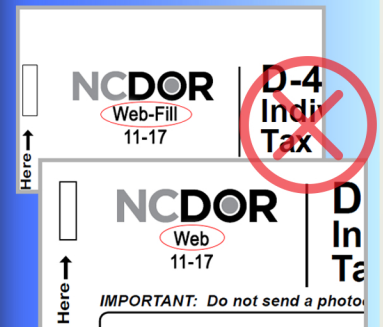 NCDOR
Web-Fill
11-17
D-4
Indiv
Tax
Here
NCDOR
Web
11-17
D
In
Ta
Here
IMPORTANT: Do not send a photo